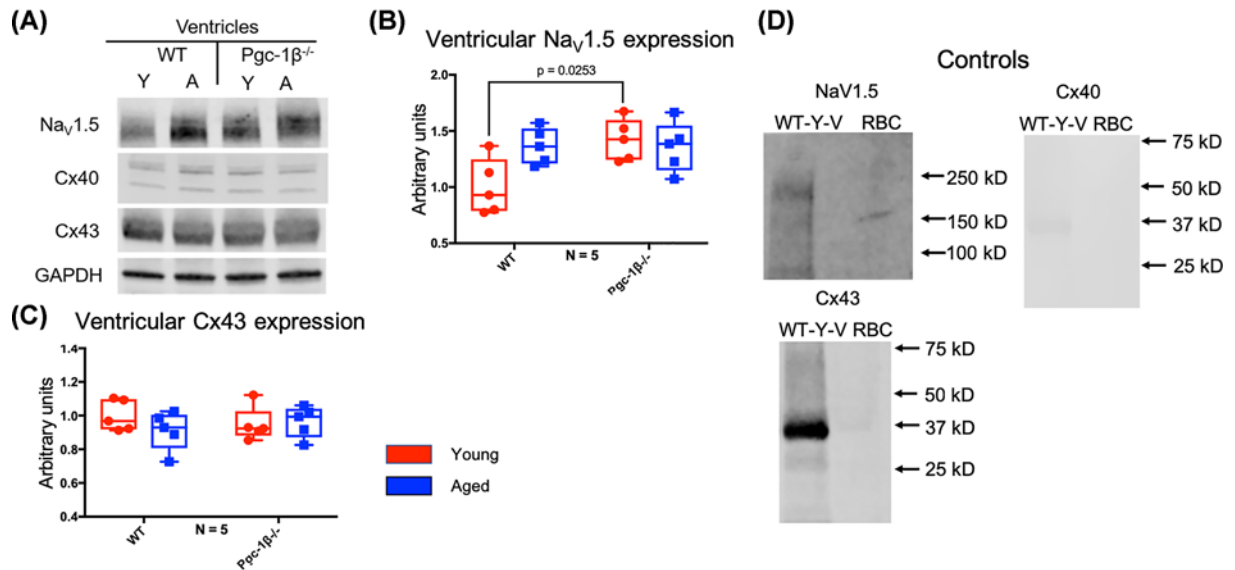 (A)
Ventricles
WT Pgc-1β-/-
Y A Y A
NaV1.5
Cx40
Cx43
GAPDH
(B)
Ventricular NaV1.5 expression
p = 0.0253
2.0
1.5
1.0
0.5
Arbitrary units
WT
N = 5
Pgc-1β-/-
(C)
Ventricular Cx43 expression
1.4
1.2
1.0
0.8
0.6
0.4
Arbitrary units
WT
N = 5
Pgc-1β-/-
Young
Aged
(D)
Controls
NaV1.5
WT-Y-V RBC
250 kD
150 kD
100 kD
Cx40
WT-Y-V RBC
75 kD
50 kD
37 kD
25 kD
Cx43
WT-Y-V RBC
75 kD
50 kD
37 kD
25 kD